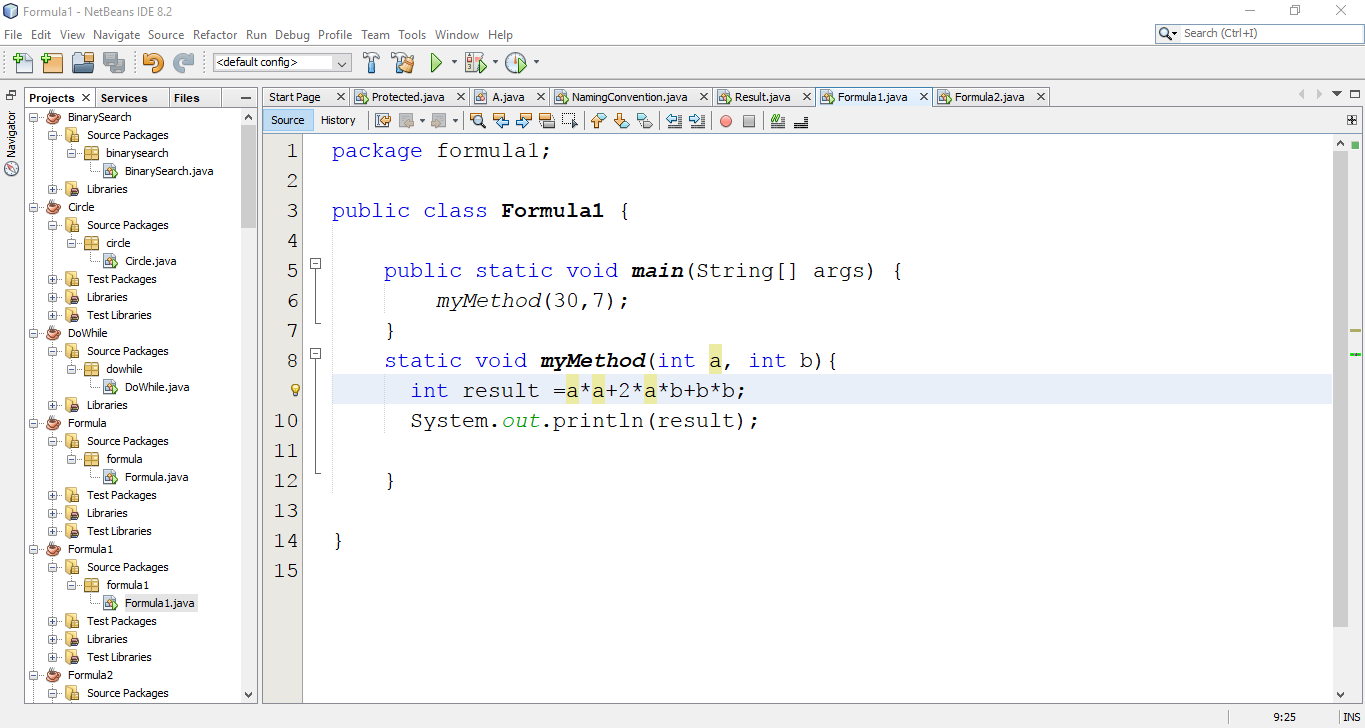 Formula1 - NetBeans IDE 8.2
File Edit View Navigate Source Refactor Run Debug Profile Team Tools Window Help
Search (Ctrl+I)
<default config>
Navigator
Projects Services Files
BinarySearch
Source Packages
binarysearch
BinarySearch.java
Libraries
Circle
Source Packages
circle
Circle.java
Test Packages
Libraries
Test Libraries
DoWhile
Source Packages
dowhile
DoWhile.java
Libraries
Formula
Source Packages
formula
Formula.java
Test Packages
Libraries
Test Libraries
Formula1
Source Packages
formula1
Formula1.java
Test Packages
Libraries
Test Libraries
Formula2
Source Packages
Start Page Protected.java A.java NamingConvention.java Result.java Formula1.java Formula2.java
Source History
1 package formula1;
2
3 public class Formula1 {
4
5 public static void main(String[] args) {
6 myMethod(30,7);
7 }
8 static void myMethod(int a, int b){
int result =a*a+2*a*b+b*b;
10 System.out.println(result);
11
12 }
13
14 }
15
9:25 INS